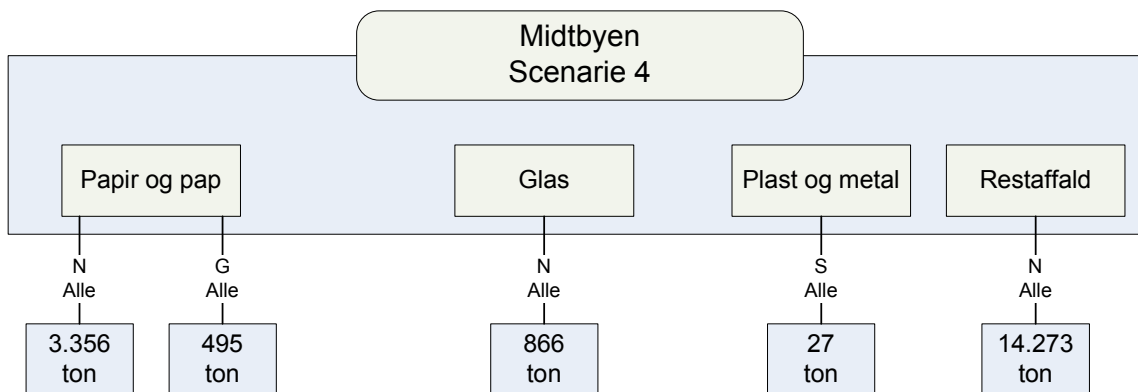 Midtbyen
Scenarie 4
Papir og pap
Glas
Plast og metal
Restaffald
N
Alle
G
Alle
N
Alle
S
Alle
N
Alle
3.356
ton
495
ton
866
ton
27
ton
14.273
ton